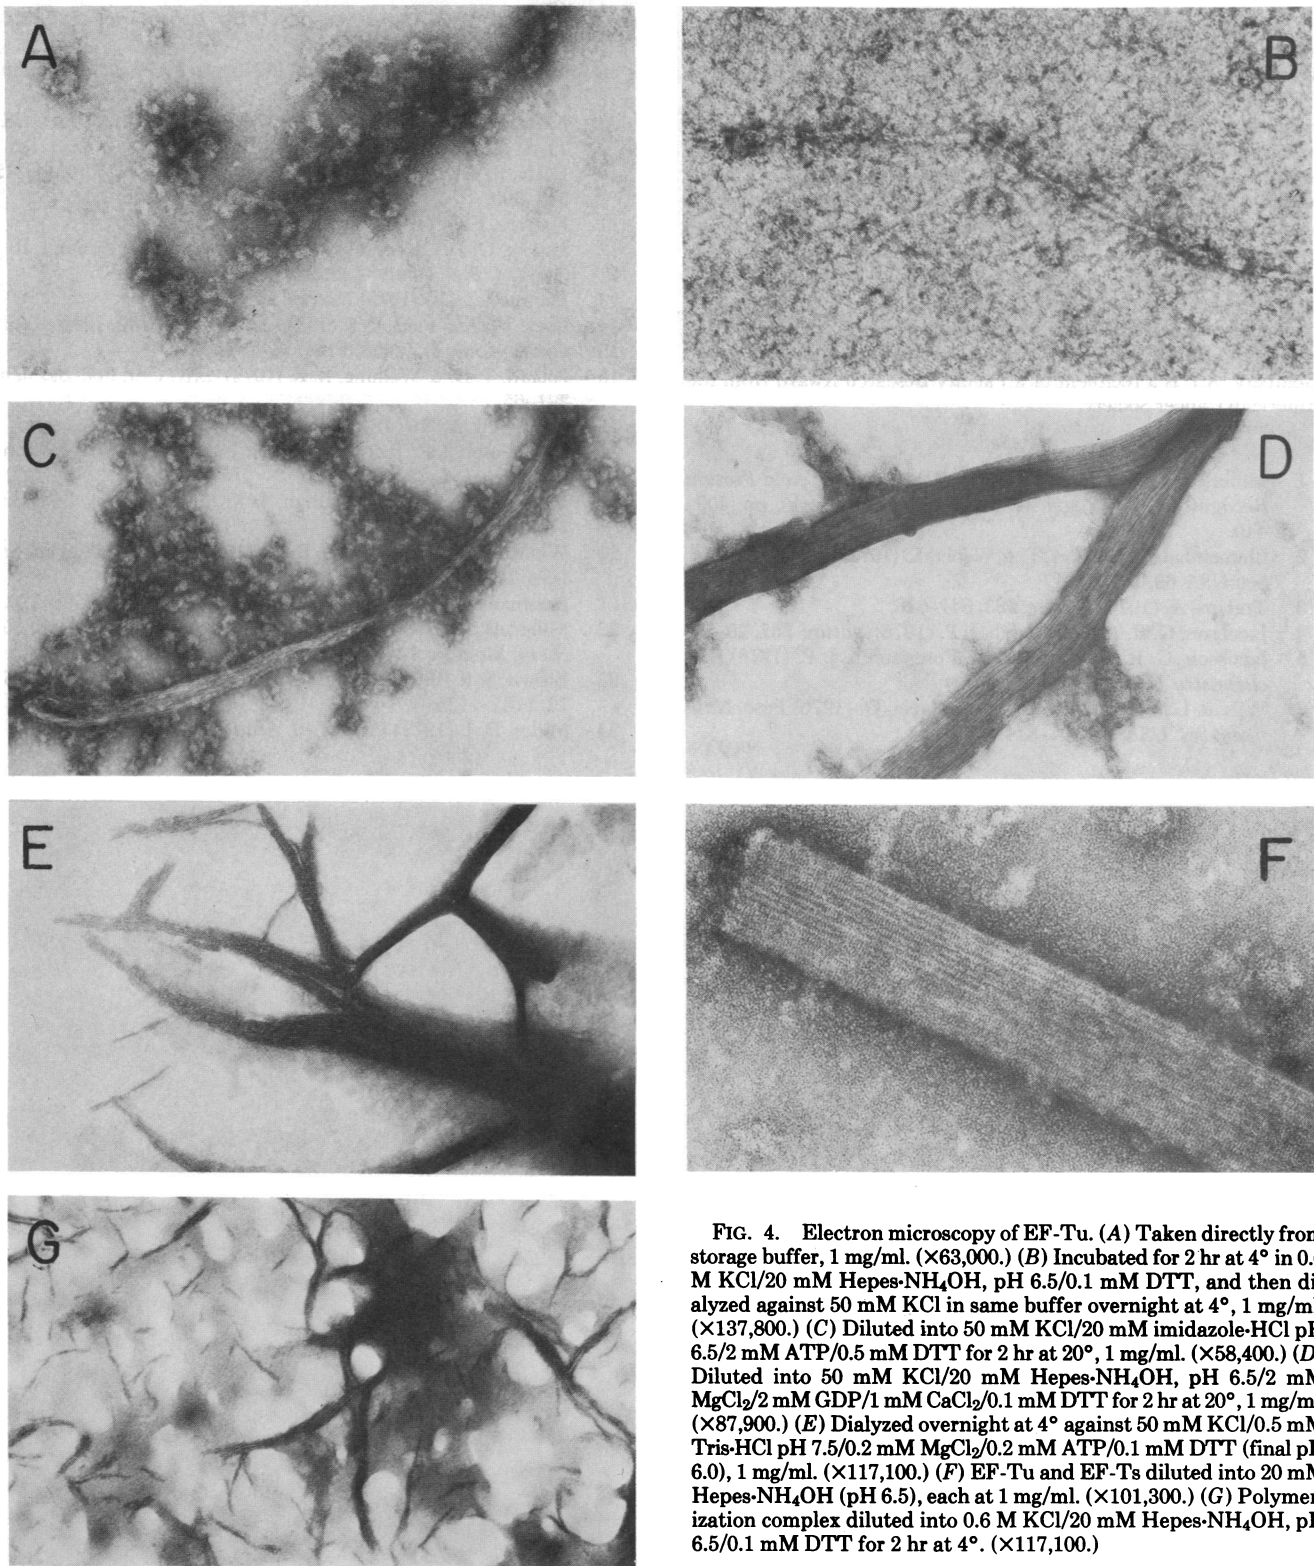 A
B
C
D
E
F
G
FIG. 4. Electron microscopy of EF-Tu. (A) Taken directly from
storage buffer, 1 mg/ml. (×63,000.) (B) Incubated for 2 hr at 4° in
M KCl/20 mM Hepes·NH₄OH, pH 6.5/0.1 mM DTT, and then di
alyzed against 50 mM KCl in same buffer overnight at 4°, 1 mg/ml
(×137,800.) (C) Diluted into 50 mM KCl/20 mM imidazole·HCl pH
6.5/2 mM ATP/0.5 mM DTT for 2 hr at 20°, 1 mg/ml. (×58,400.) (D
Diluted into 50 mM KCl/20 mM Hepes·NH₄OH, pH 6.5/2 mM
MgCl₂/2 mM GDP/1 mM CaCl₂/0.1 mM DTT for 2 hr at 20°, 1 mg/m
(×87,900.) (E) Dialyzed overnight at 4° against 50 mM KCl/0.5 mM
Tris·HCl pH 7.5/0.2 mM MgCl₂/0.2 mM ATP/0.1 mM DTT (final pH
6.0), 1 mg/ml. (×117,100.) (F) EF-Tu and EF-Ts diluted into 20 mM
Hepes·NH₄OH (pH 6.5), each at 1 mg/ml. (×101,300.) (G) Polymer
ization complex diluted into 0.6 M KCl/20 mM Hepes·NH₄OH, pH
6.5/0.1 mM DTT for 2 hr at 4°. (×117,100.)